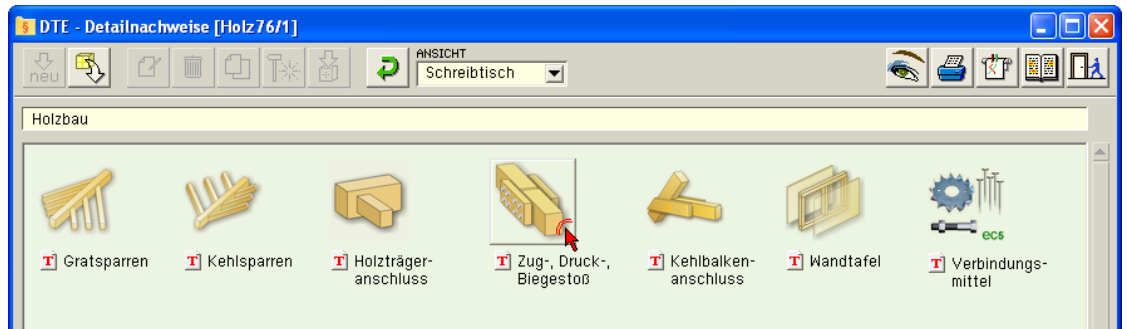 DTE - Detailnachweise [Holz76/1]
neu
ANSICHT
Schreibtisch
Holzbau
Gratsparren
Kehlsparren
Holzträger-
anschluss
Zug-, Druck-,
Biegestoß
Kehlbalken-
anschluss
Wandtafel
ecs
Verbindungs-
mittel